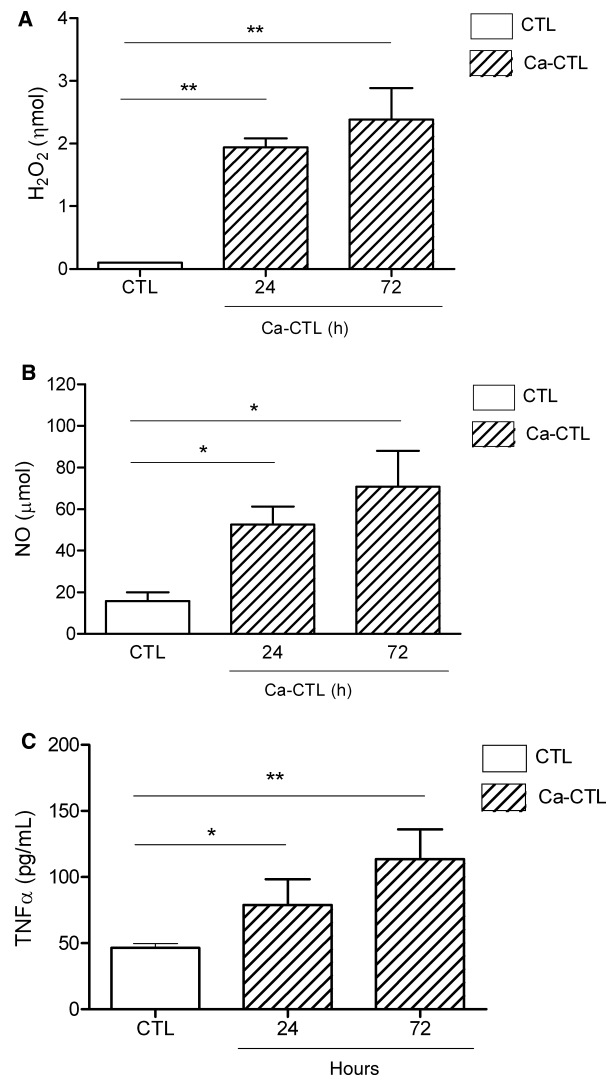 A
CTL
Ca-CTL
**
**
H2O2 (ηmol)
4
3
2
1
0
CTL
24
72
Ca-CTL (h)
B
CTL
Ca-CTL
*
*
NO (μmol)
120
100
80
60
40
20
0
CTL
24
72
Ca-CTL (h)
C
CTL
Ca-CTL
**
*
TNFα (pg/mL)
200
150
100
50
0
CTL
24
72
Hours